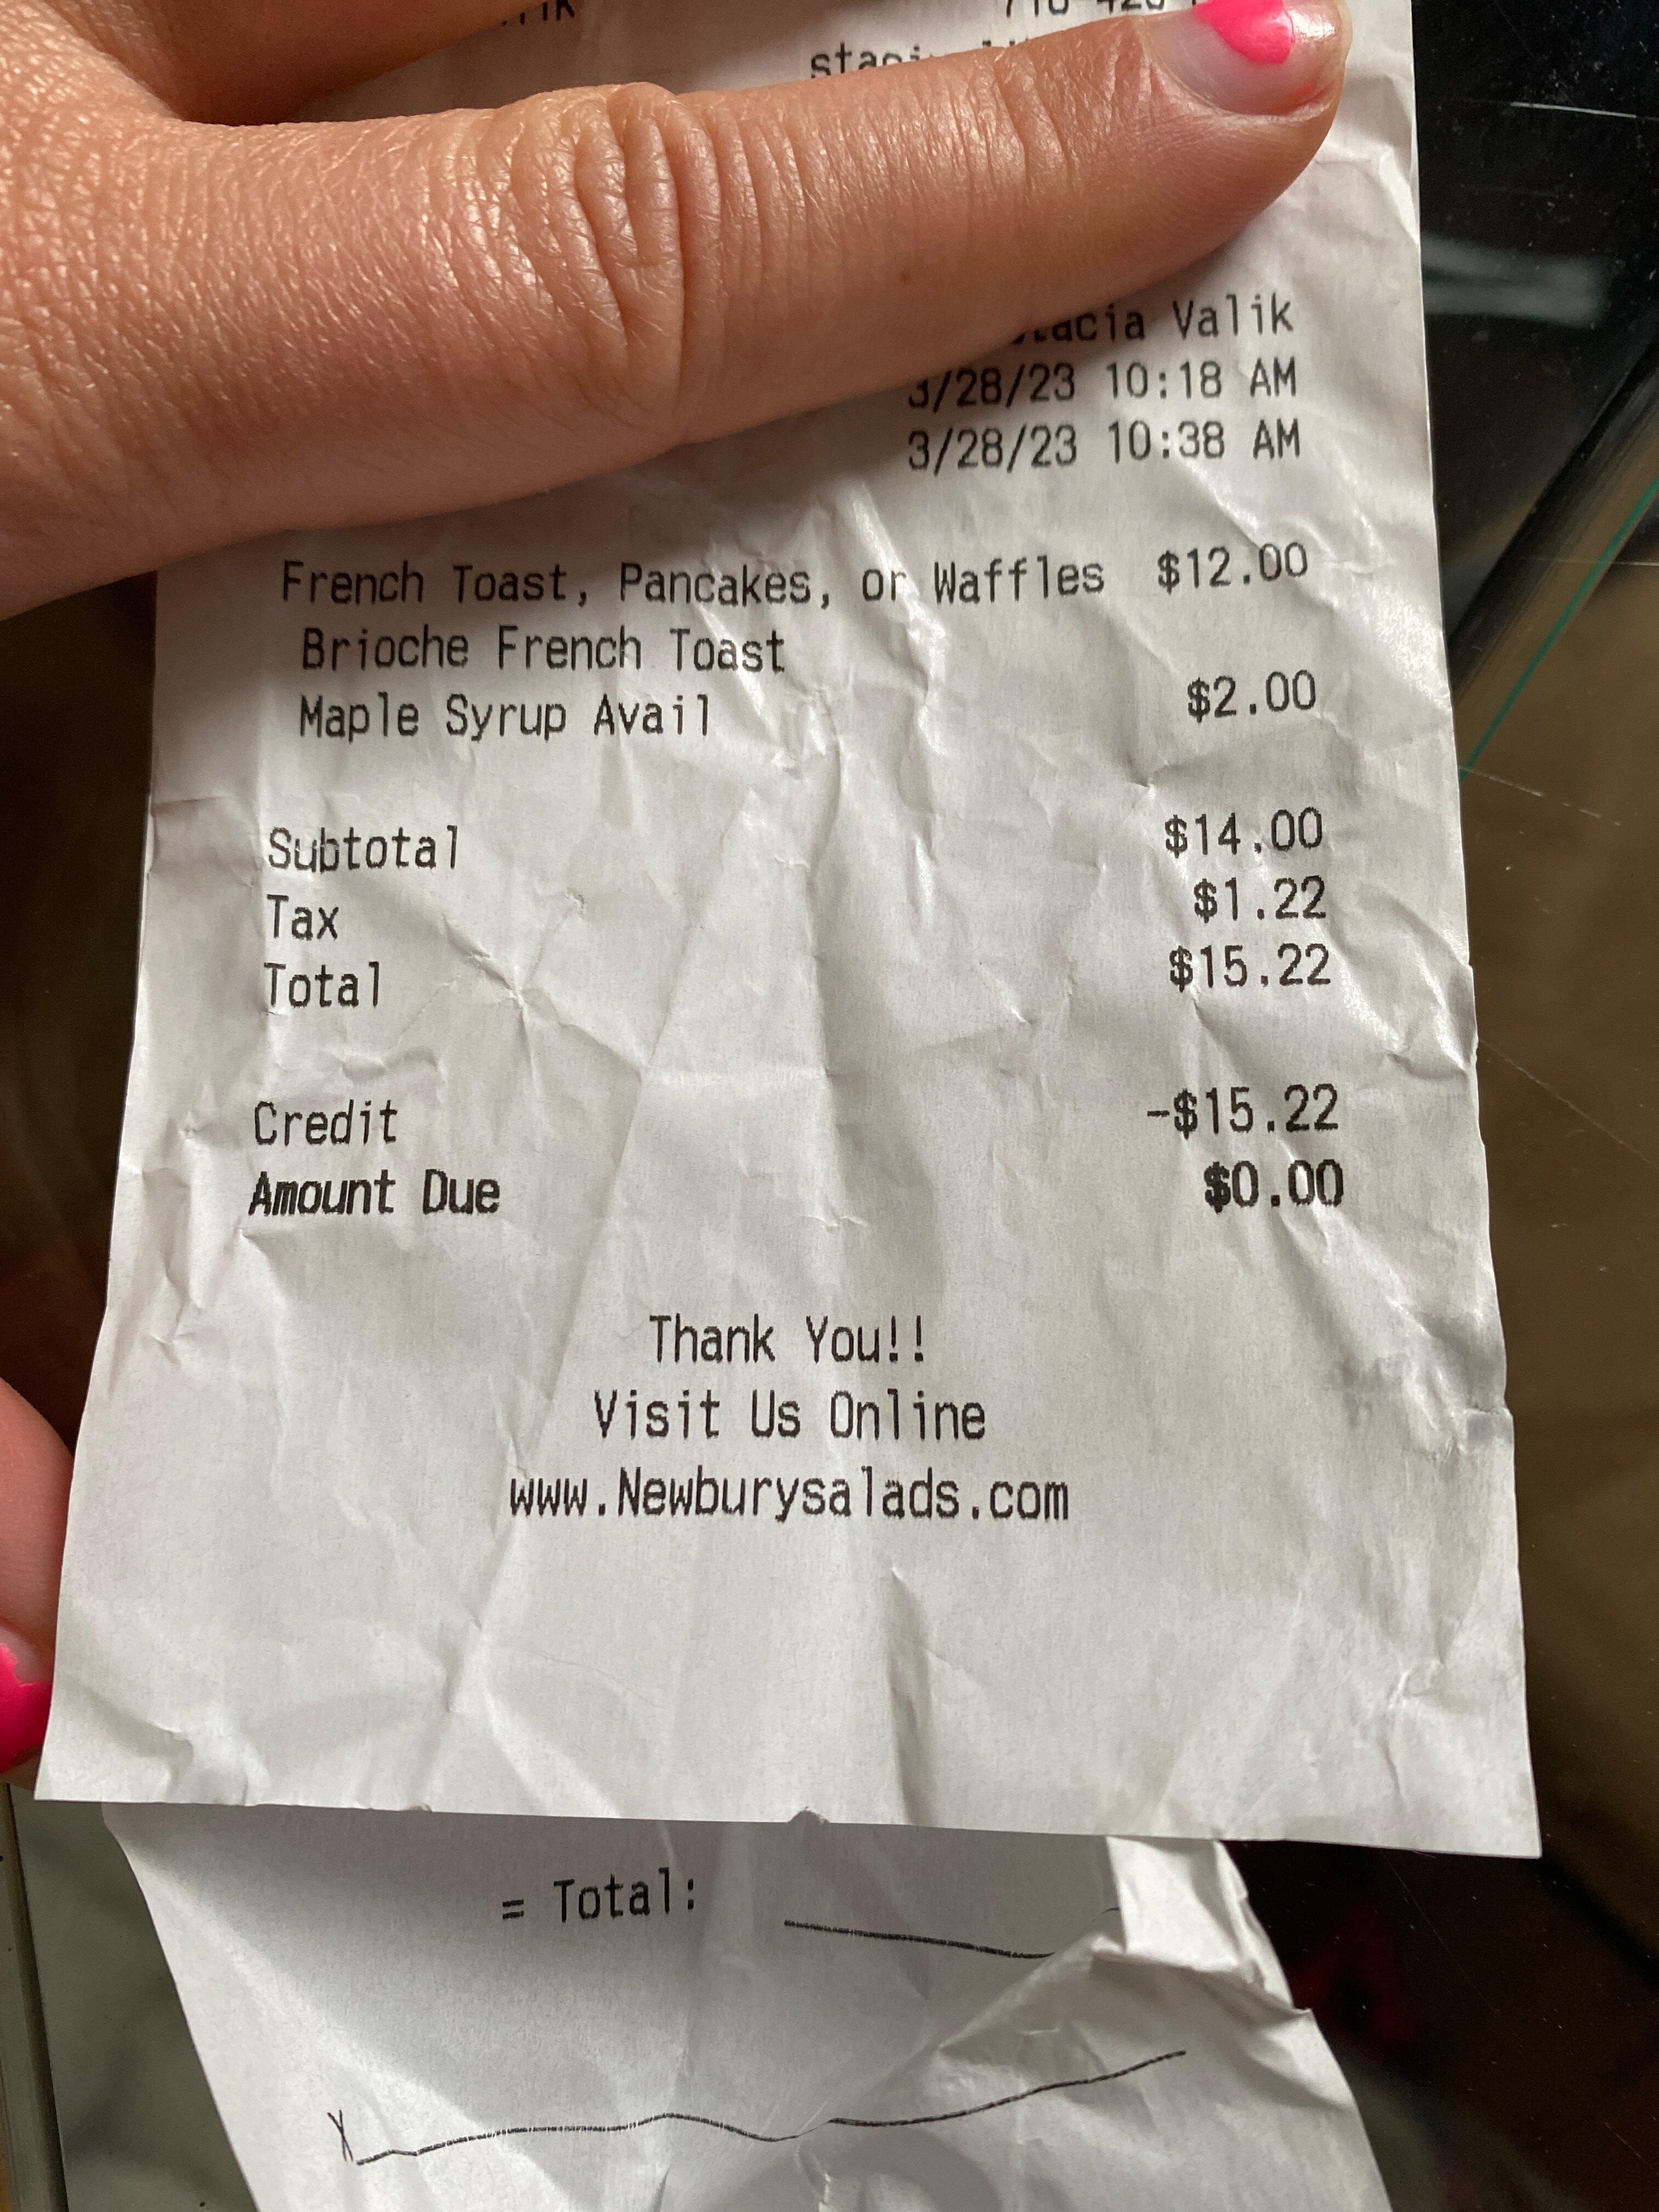 Valik
3/28/23 10:18 AM
3/28/23 10:38 AM
French Toast, Pancakes, or Waffles $12.00
Brioche French Toast
Maple Syrup Avail $2.00
Subtotal $14.00
Tax $1.22
Total $15.22
Credit -$15.22
Amount Due $0.00
Thank You!!
Visit Us Online
www.Newburysalads.com
= Total:
X